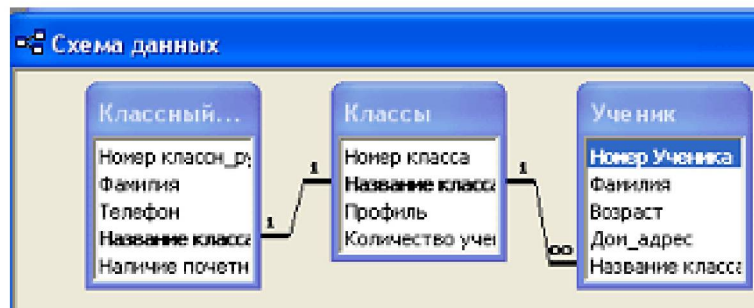 Схема данных
Классный...
Номер классн_ру
Фамилия
Телефон
Название класса
Наличие почетн
1
1
Классы
Номер класса
Название класса
Профиль
Количество учен
1
∞
Ученик
Номер Ученика
Фамилия
Возраст
Дом_адрес
Название класса